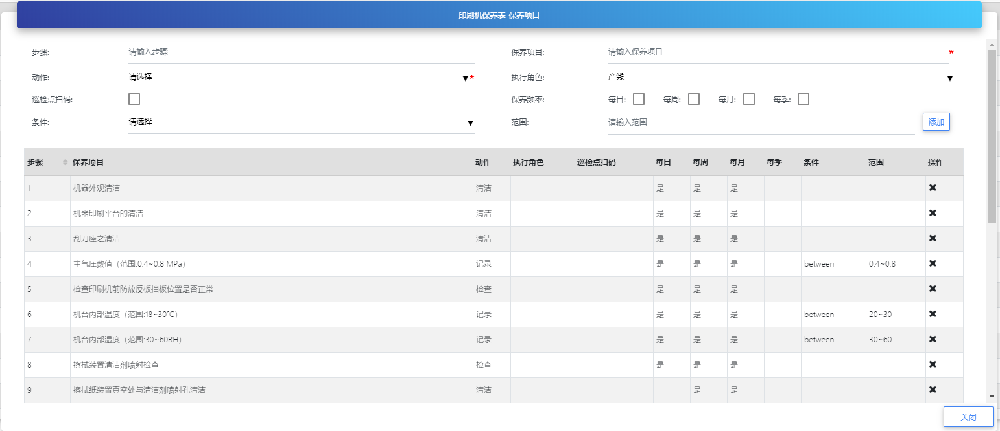 印刷机保养表-保养项目
步骤: 请输入步骤 保养项目: 请输入保养项目 *
动作: 请选择 ▼* 执行角色: 产线 ▼
巡检点扫码: 保养频率: 每日: 每周: 每月: 每季:
条件: 请选择 ▼ 范围: 请输入范围 添加
步骤 保养项目 动作 执行角色 巡检点扫码 每日 每周 每月 每季 条件 范围 操作
1 机器外观清洁 清洁 是 是 是 ✖
2 机器印刷平台的清洁 清洁 是 是 是 ✖
3 刮刀座之清洁 清洁 是 是 是 ✖
4 主气压数值（范围:0.4~0.8 MPa） 记录 是 是 是 between 0.4~0.8 ✖
5 检查印刷机前防放反板挡板位置是否正常 检查 是 是 是 ✖
6 机台内部温度（范围:18~30℃） 记录 是 是 是 between 20~30 ✖
7 机台内部湿度（范围:30~60RH） 记录 是 是 是 between 30~60 ✖
8 擦拭装置清洁剂喷射检查 检查 是 是 是 ✖
9 擦拭纸装置真空处与清洁剂喷射孔清洁 清洁 是 是 ✖
关闭